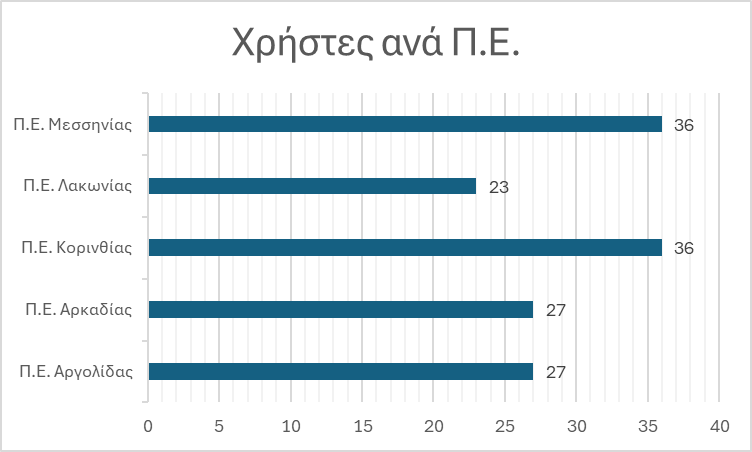 Χρήστες ανά Π.Ε.
Π.Ε. Μεσσηνίας 36
Π.Ε. Λακωνίας 23
Π.Ε. Κορινθίας 36
Π.Ε. Αρκαδίας 27
Π.Ε. Αργολίδας 27
0 5 10 15 20 25 30 35 40